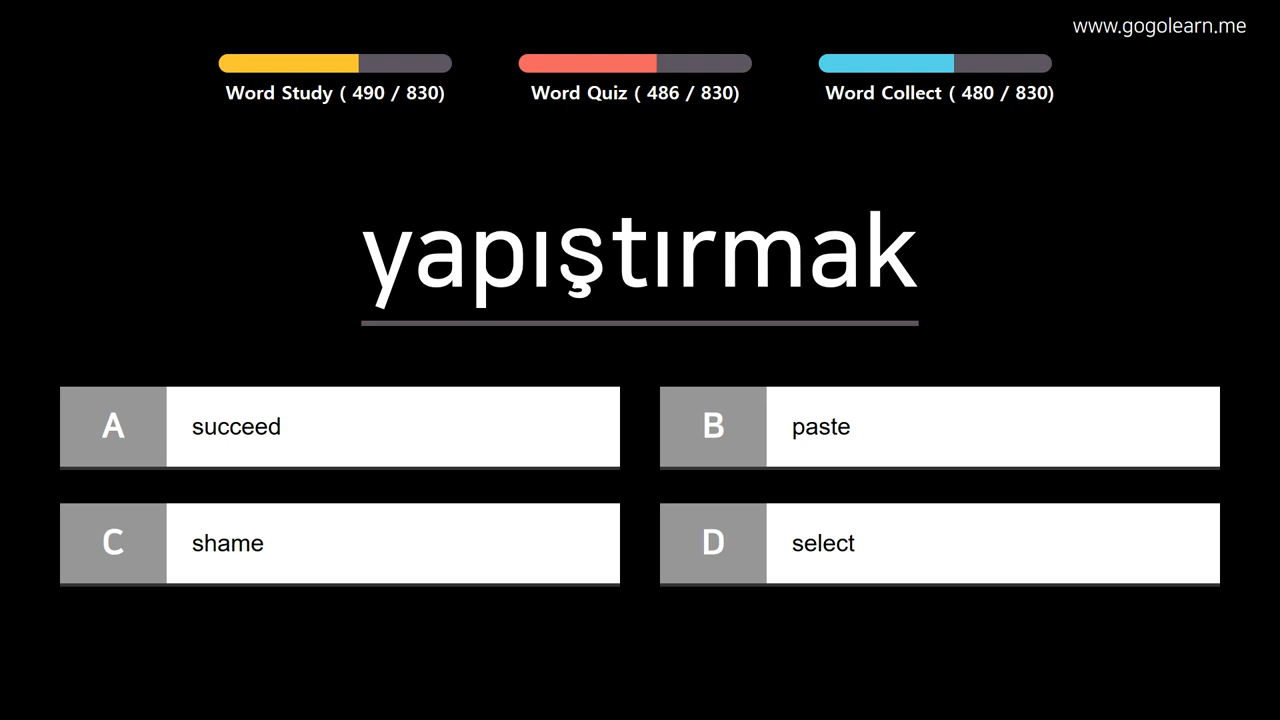 www.gogolearn.me
Word Study ( 490 / 830)
Word Quiz ( 486 / 830)
Word Collect ( 480 / 830)
yapıştırmak
A succeed
B paste
C shame
D select